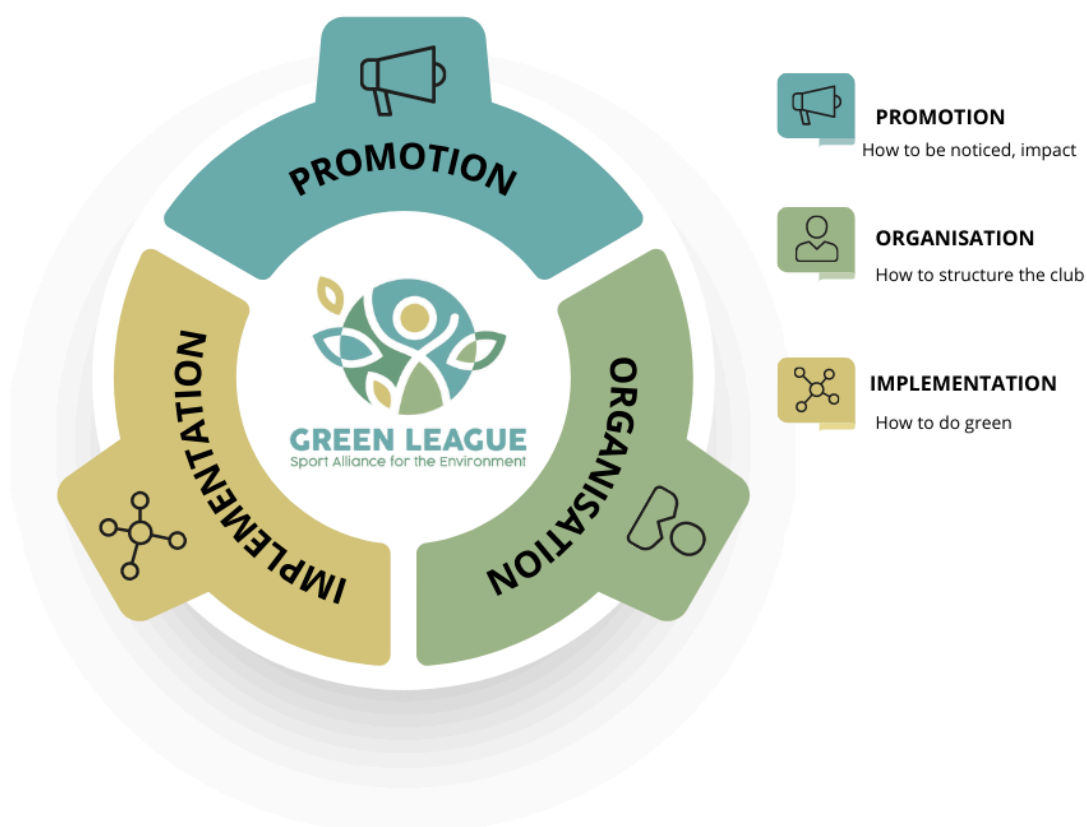 PROMOTION
IMPLEMENTATION
ORGANISATION
GREEN LEAGUE
Sport Alliance for the Environment
PROMOTION
How to be noticed, impact
ORGANISATION
How to structure the club
IMPLEMENTATION
How to do green